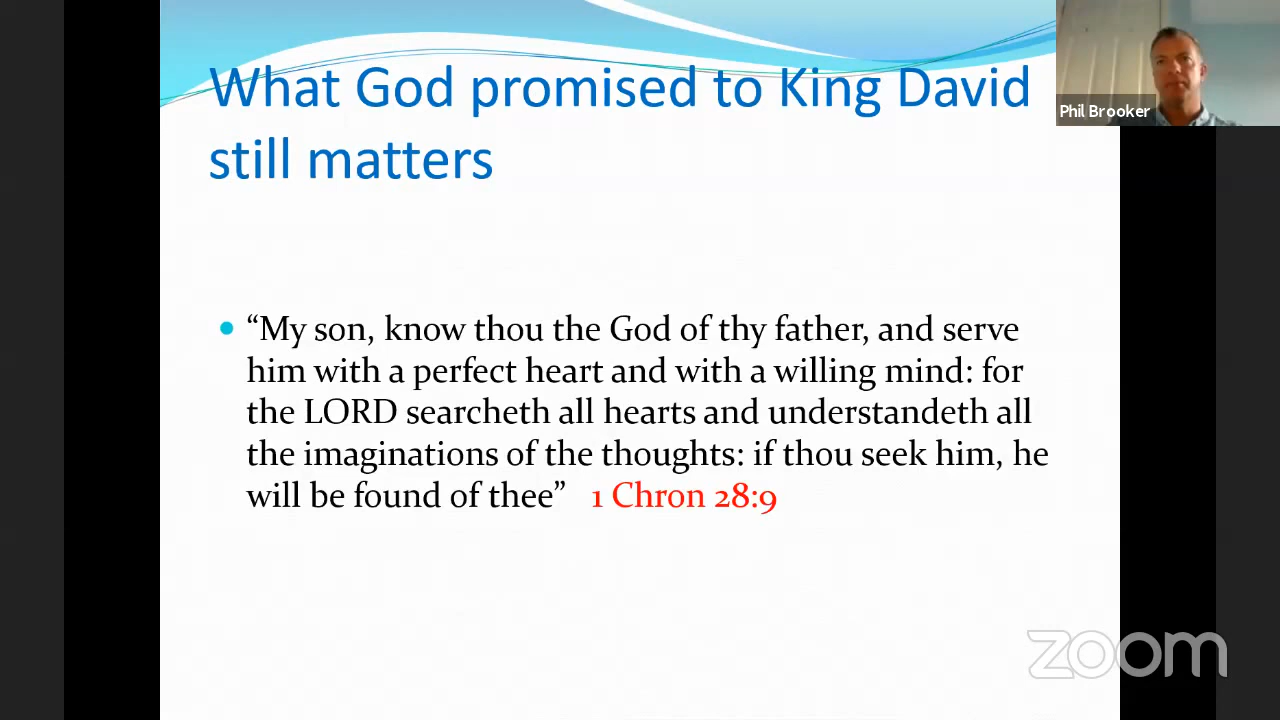 What God promised to King David
still matters
Phil Brooker
• “My son, know thou the God of thy father, and serve
him with a perfect heart and with a willing mind: for
the LORD searcheth all hearts and understandeth all
the imaginations of the thoughts: if thou seek him, he
will be found of thee” 1 Chron 28:9
zoom